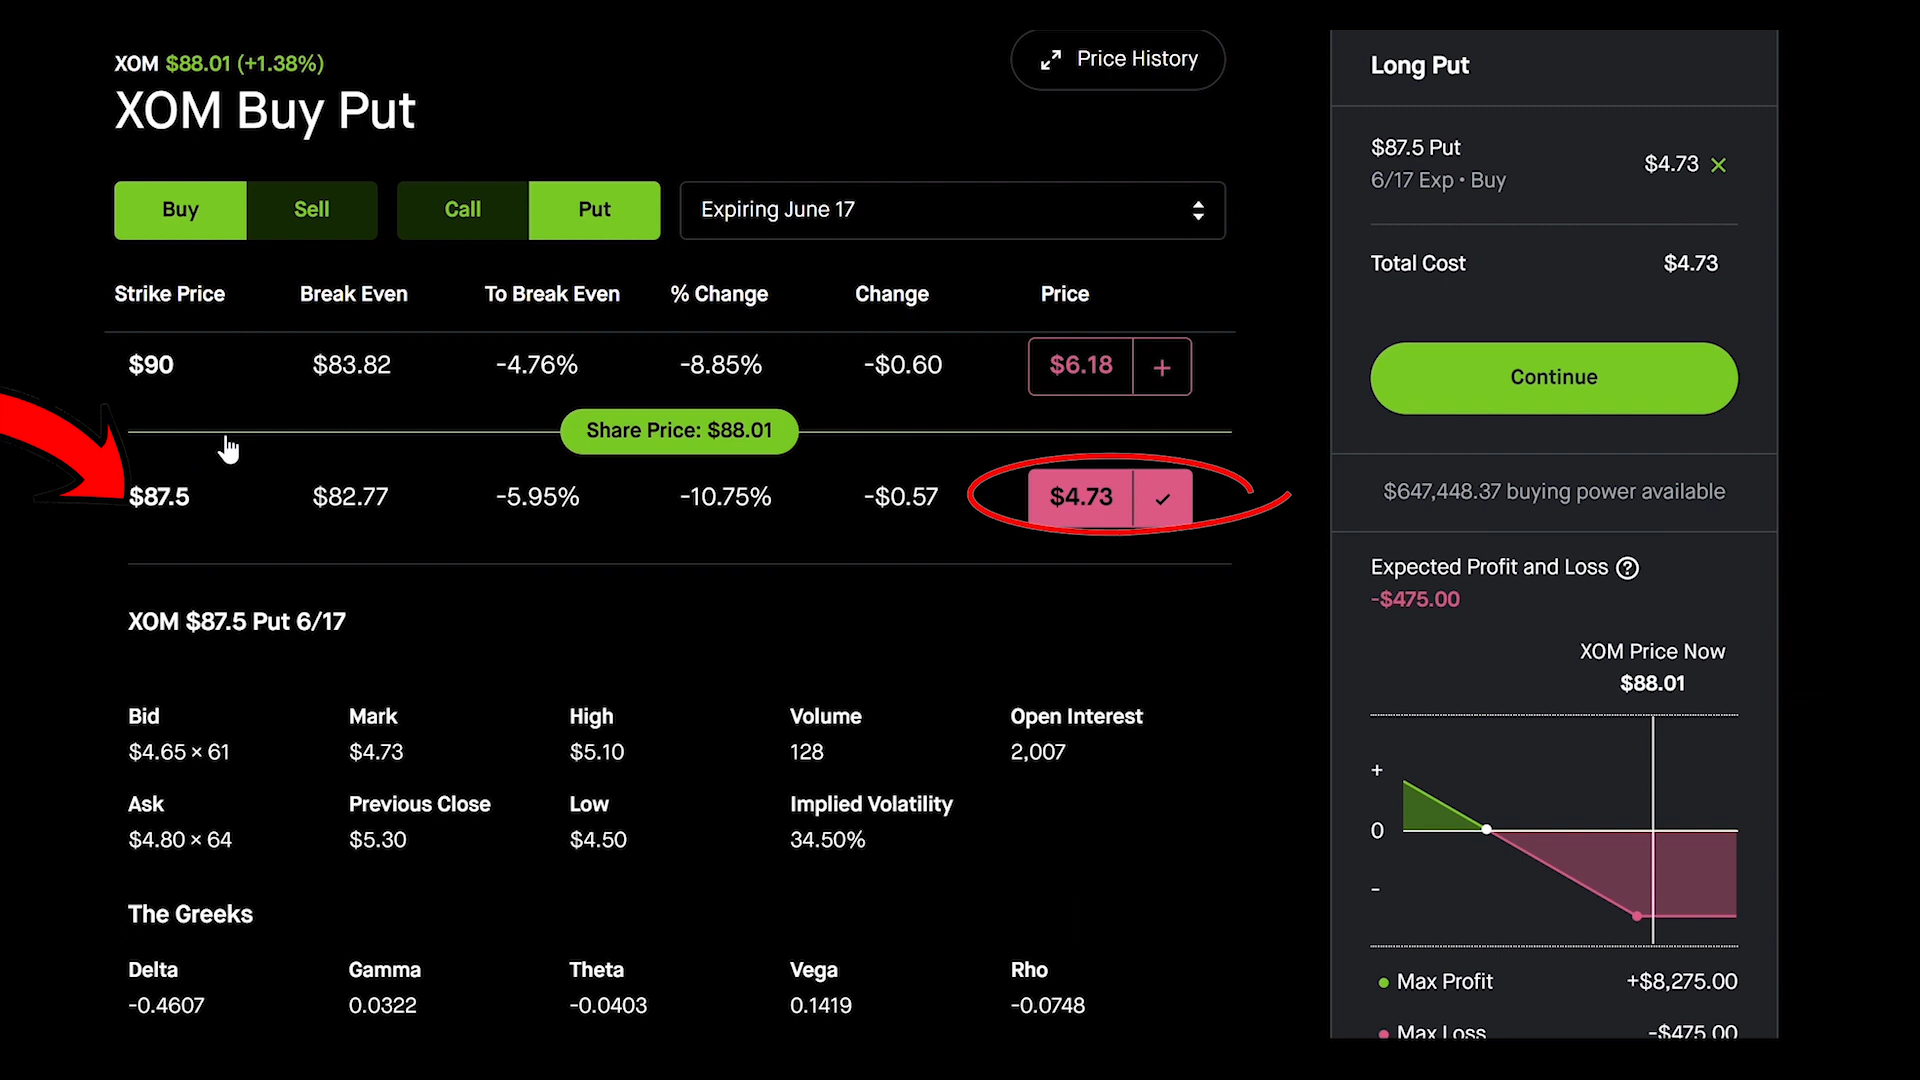 XOM $88.01 (+1.38%)
Price History
XOM Buy Put
Buy Sell Call Put Expiring June 17
Strike Price Break Even To Break Even % Change Change Price
$90 $83.82 -4.76% -8.85% -$0.60 $6.18 +
Share Price: $88.01
$87.5 $82.77 -5.95% -10.75% -$0.57 $4.73
XOM $87.5 Put 6/17
Bid Mark High Volume Open Interest
$4.65 × 61 $4.73 $5.10 128 2,007
Ask Previous Close Low Implied Volatility
$4.80 × 64 $5.30 $4.50 34.50%
The Greeks
Delta Gamma Theta Vega Rho
-0.4607 0.0322 -0.0403 0.1419 -0.0748
Long Put
$87.5 Put
6/17 Exp • Buy
$4.73
Total Cost $4.73
Continue
$647,448.37 buying power available
Expected Profit and Loss ?
-$475.00
XOM Price Now
$88.01
+
0
-
Max Profit +$8,275.00
Max Loss -$475.00